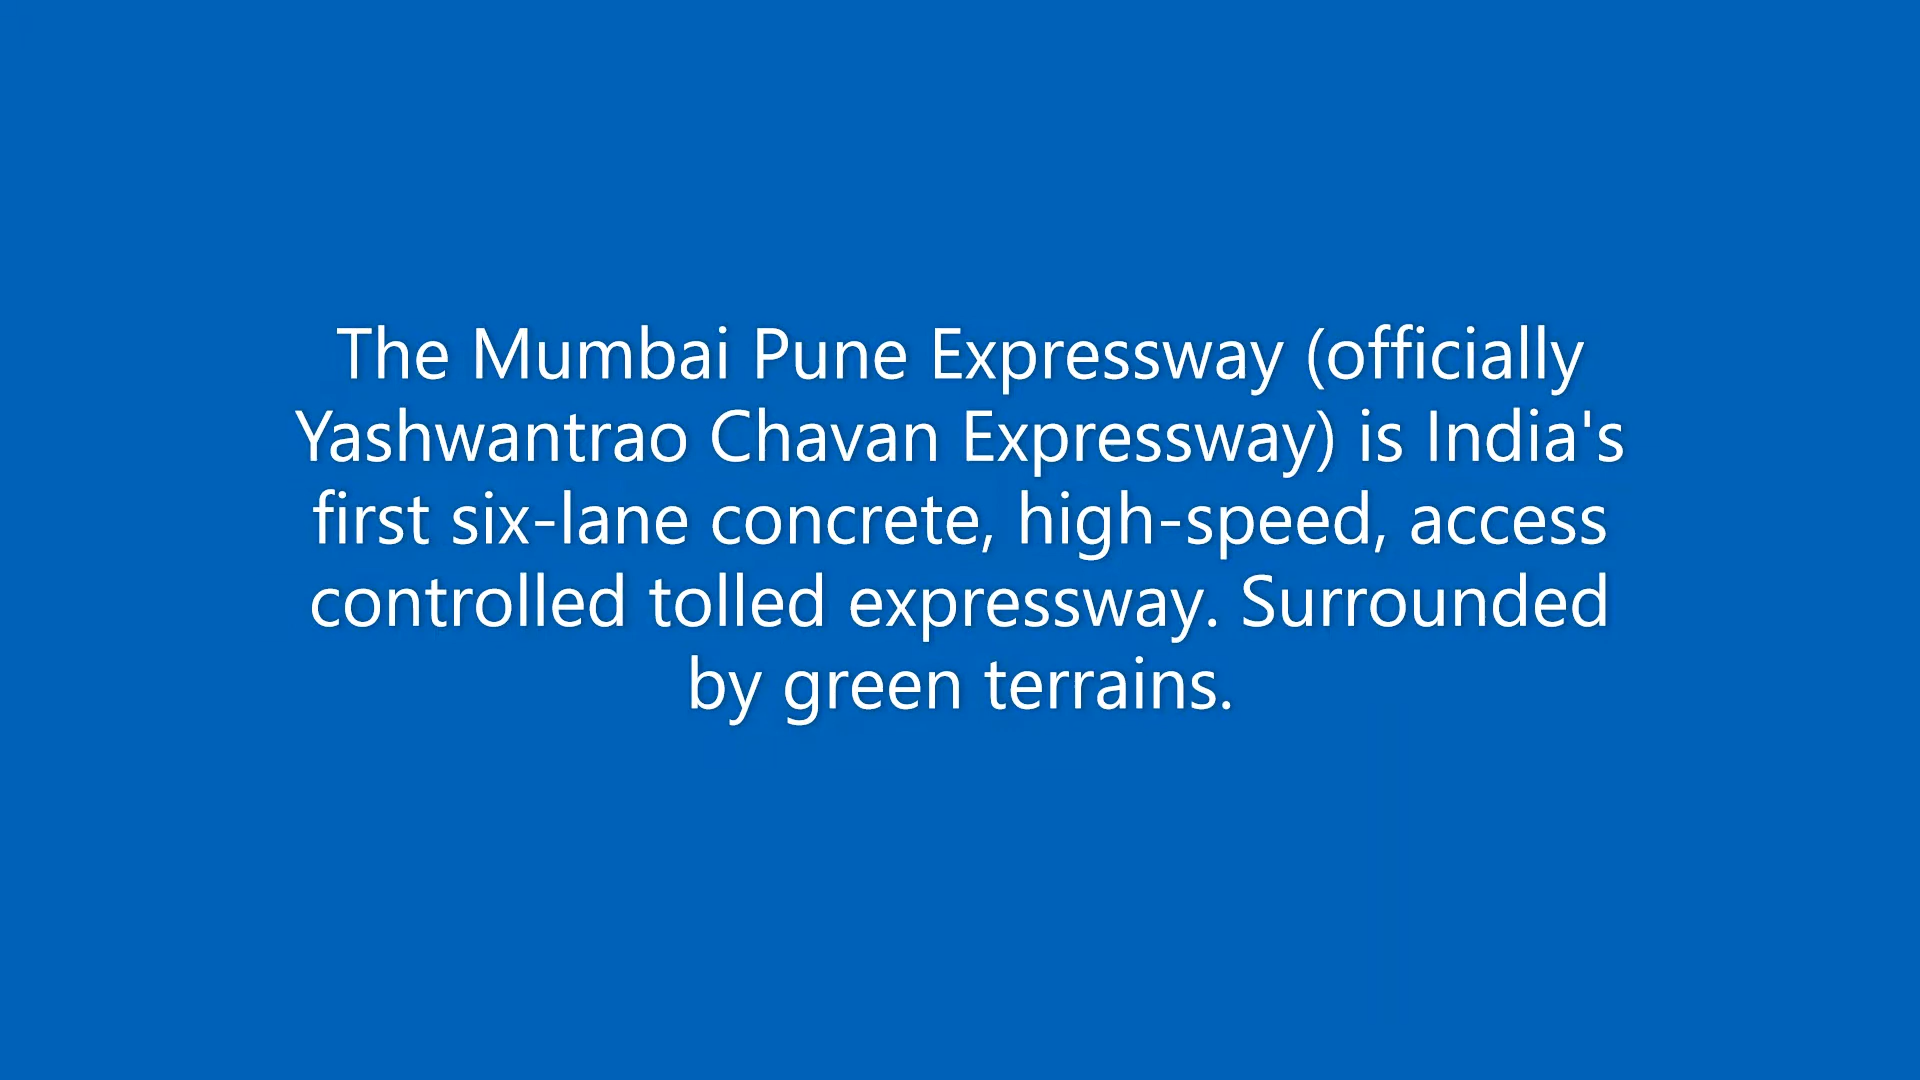 The Mumbai Pune Expressway (officially
Yashwantrao Chavan Expressway) is India's
first six-lane concrete, high-speed, access
controlled tolled expressway. Surrounded
by green terrains.